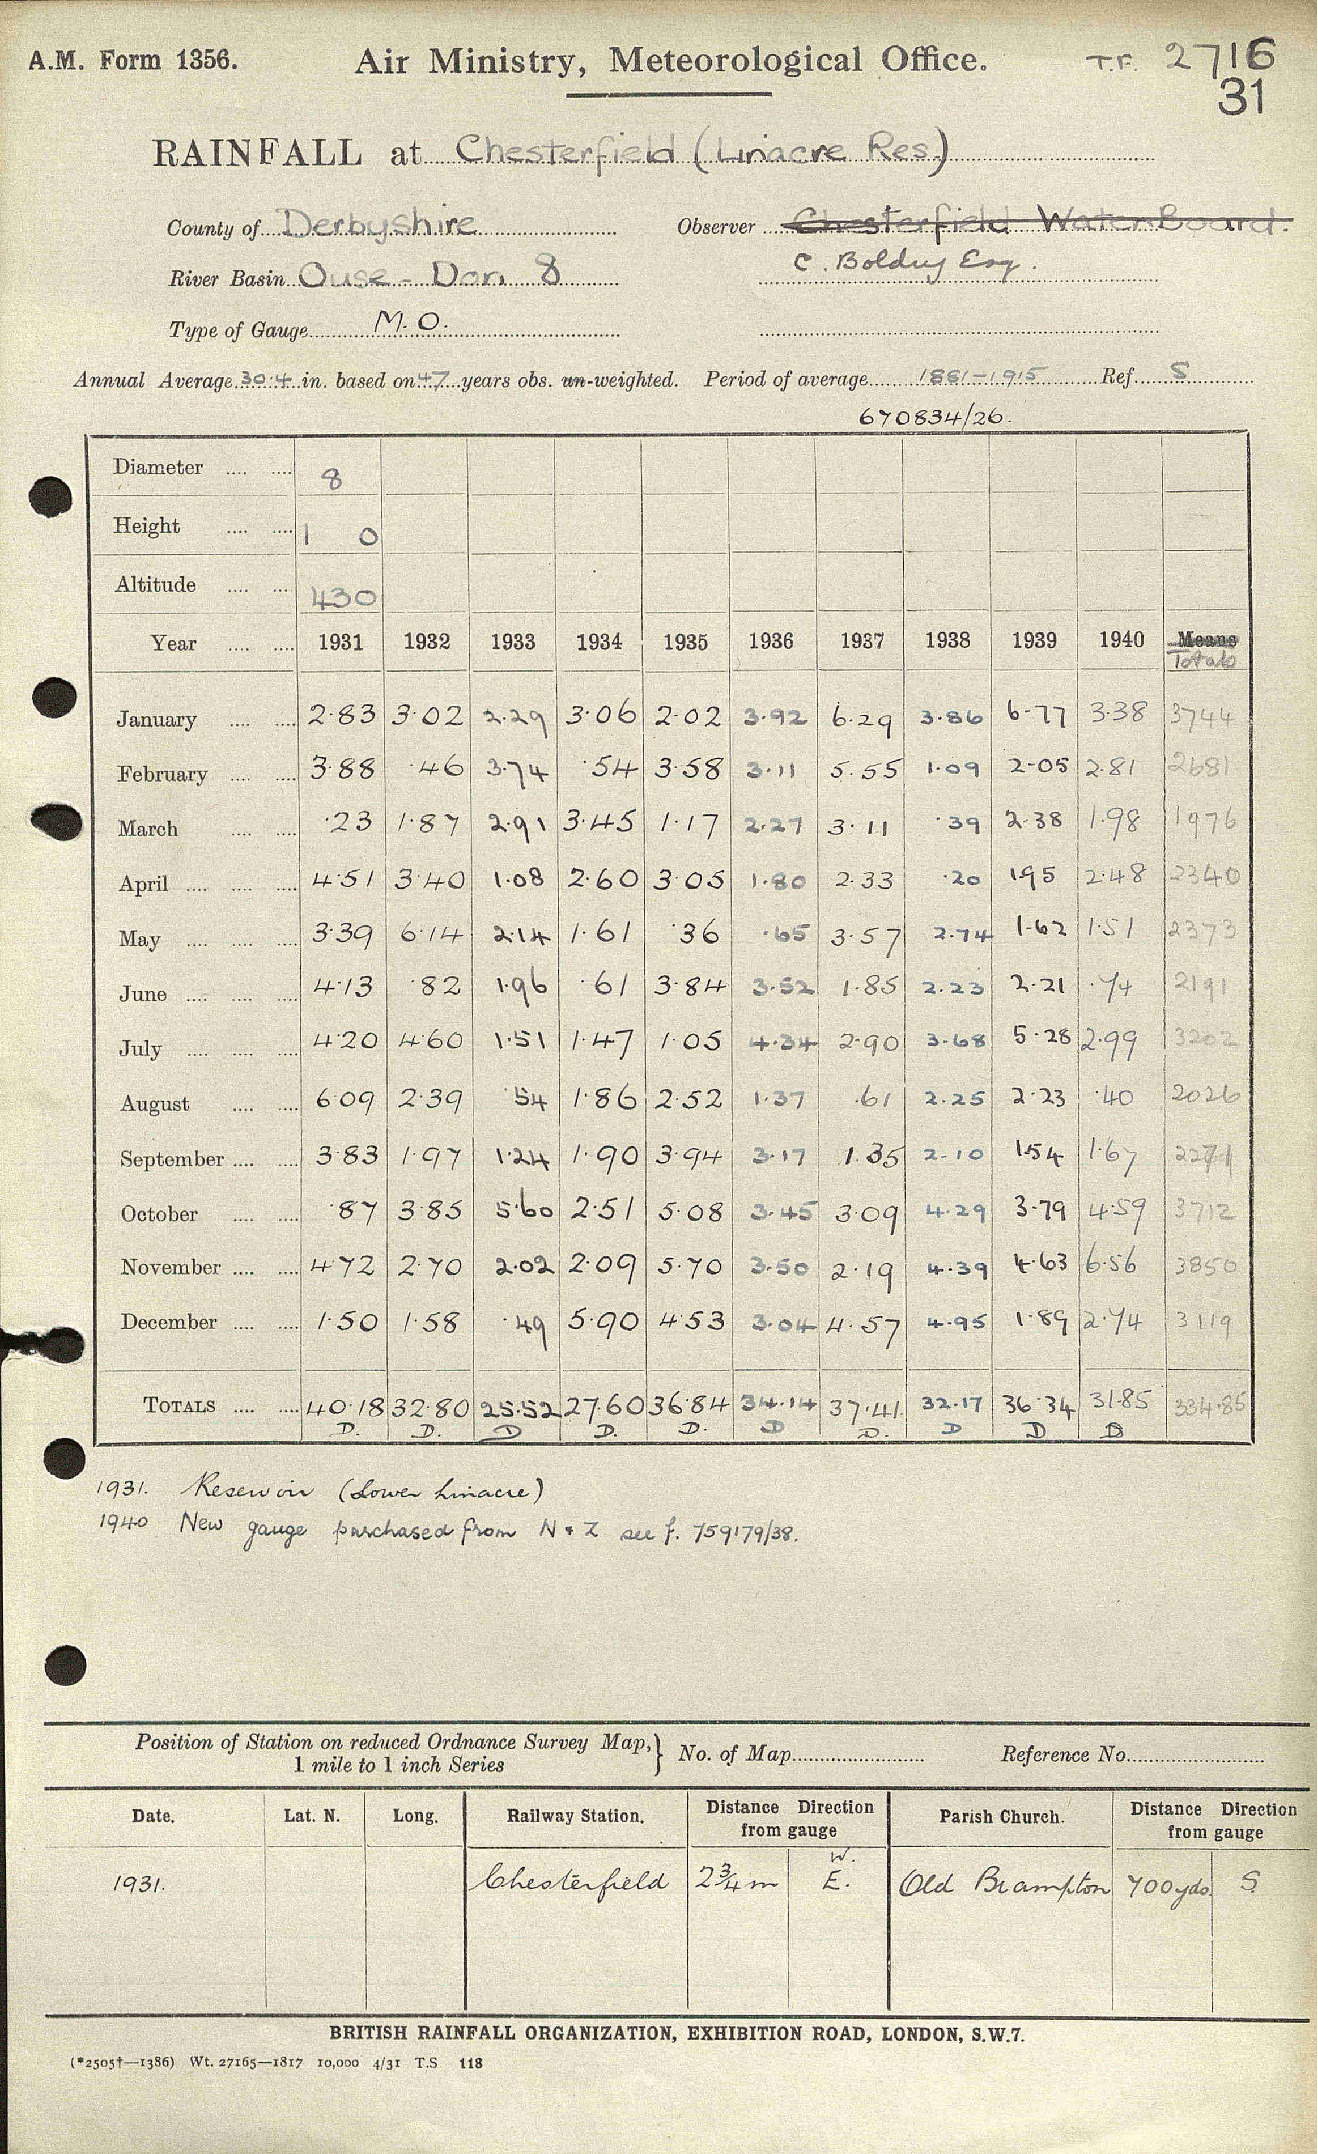 A.M. Form 1356. Air Ministry, Meteorological Office. T.F. 2716
31
RAINFALL at Chesterfield (Linacre Res.)
County of Derbyshire Observer Chesterfield Water Board.
River Basin Ouse - Don 8 C. Boldry Esq.
Type of Gauge M.O.
Annual Average 30.4 in. based on 47 years obs. un-weighted. Period of average 1881-1915 Ref. S
670834/26.
Diameter .... .... 8
Height .... .... 1 0
Altitude .... .... 430
Year .... .... 1931 1932 1933 1934 1935 1936 1937 1938 1939 1940 Means
Totals
January .... .... 2.83 3.02 2.29 3.06 2.02 3.92 6.29 3.86 6.77 3.38 3744
February .... .... 3.88 .46 3.74 .54 3.58 3.11 5.55 1.09 2.05 2.81 2681
March .... .... .23 1.87 2.91 3.45 1.17 2.27 3.11 .39 2.38 1.98 1976
April .... .... .... 4.51 3.40 1.08 2.60 3.05 1.80 2.33 .20 1.95 2.48 2340
May .... .... .... 3.39 6.14 2.14 1.61 .36 .65 3.57 2.74 1.62 1.51 2373
June .... .... .... 4.13 .82 1.96 .61 3.84 3.52 1.85 2.23 2.21 .74 2191
July .... .... .... 4.20 4.60 1.51 1.47 1.05 4.34 2.90 3.68 5.28 2.99 3202
August .... .... 6.09 2.39 .54 1.86 2.52 1.37 .61 2.25 2.23 .40 2026
September .... .... 3.83 1.97 1.24 1.90 3.94 3.17 1.35 2.10 1.54 1.67 2271
October .... .... .87 3.85 5.60 2.51 5.08 3.45 3.09 4.29 3.79 4.59 3712
November .... .... 4.72 2.70 2.02 2.09 5.70 3.50 2.19 4.39 4.63 6.56 3850
December .... .... 1.50 1.58 .49 5.90 4.53 3.04 4.57 4.95 1.89 2.74 3119
TOTALS .... .... 40.18 32.80 25.52 27.60 36.84 34.14 37.41 32.17 36.34 31.85 334.85
D. D. D D. D. D D. D D D
1931. Reservoir (Lower Linacre)
1940 New gauge purchased from N & Z see f. 759179/38.
Position of Station on reduced Ordnance Survey Map, } No. of Map Reference No.
1 mile to 1 inch Series
Date. Lat. N. Long. Railway Station. Distance Direction from gauge Parish Church. Distance Direction from gauge
W.
1931. Chesterfield 2¾ m E. Old Brampton 700 yds. S.
BRITISH RAINFALL ORGANIZATION, EXHIBITION ROAD, LONDON, S.W.7.
(*2505†—1386) Wt. 27165—1817 10,000 4/31 T.S 118